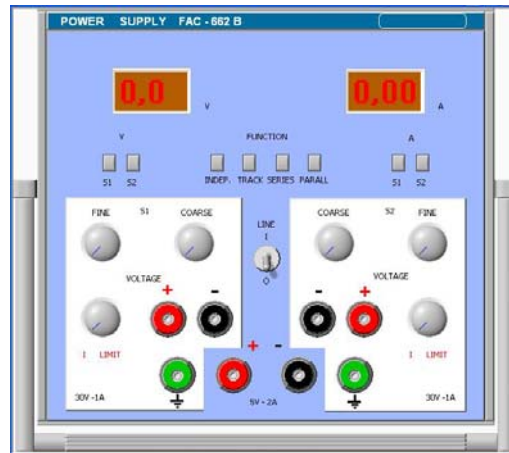 POWER SUPPLY FAC - 662 B
0,0 V 0,00 A
V FUNCTION A
S1 S2 INDEP. TRACK SERIES PARALL S1 S2
FINE S1 COARSE LINE COARSE S2 FINE
I
O
VOLTAGE VOLTAGE
+ - - +
I LIMIT + - I LIMIT
30V -1A 5V - 2A 30V -1A